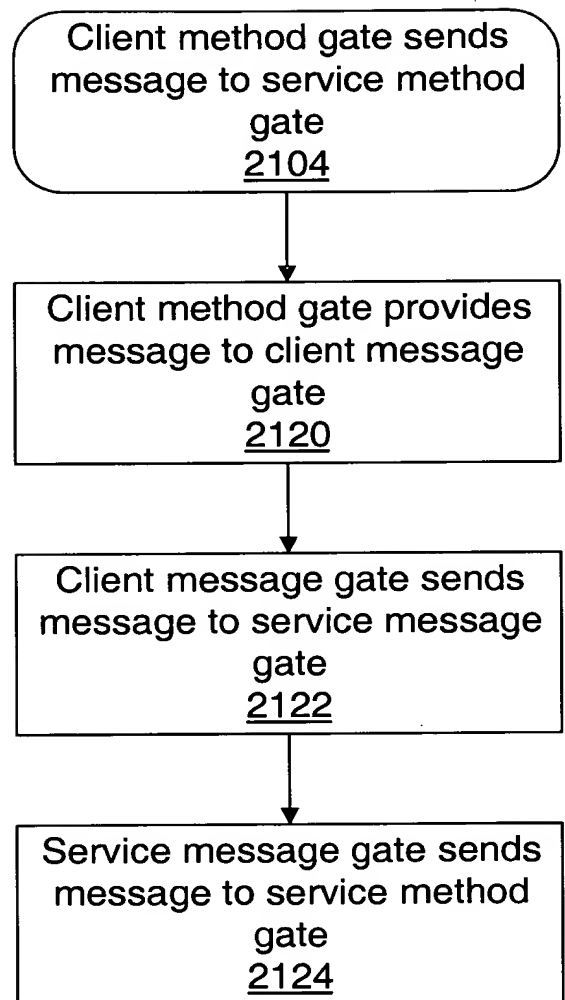 Client method gate sends
message to service method
gate
2104
Client method gate provides
message to client message
gate
2120
Client message gate sends
message to service message
gate
2122
Service message gate sends
message to service method
gate
2124